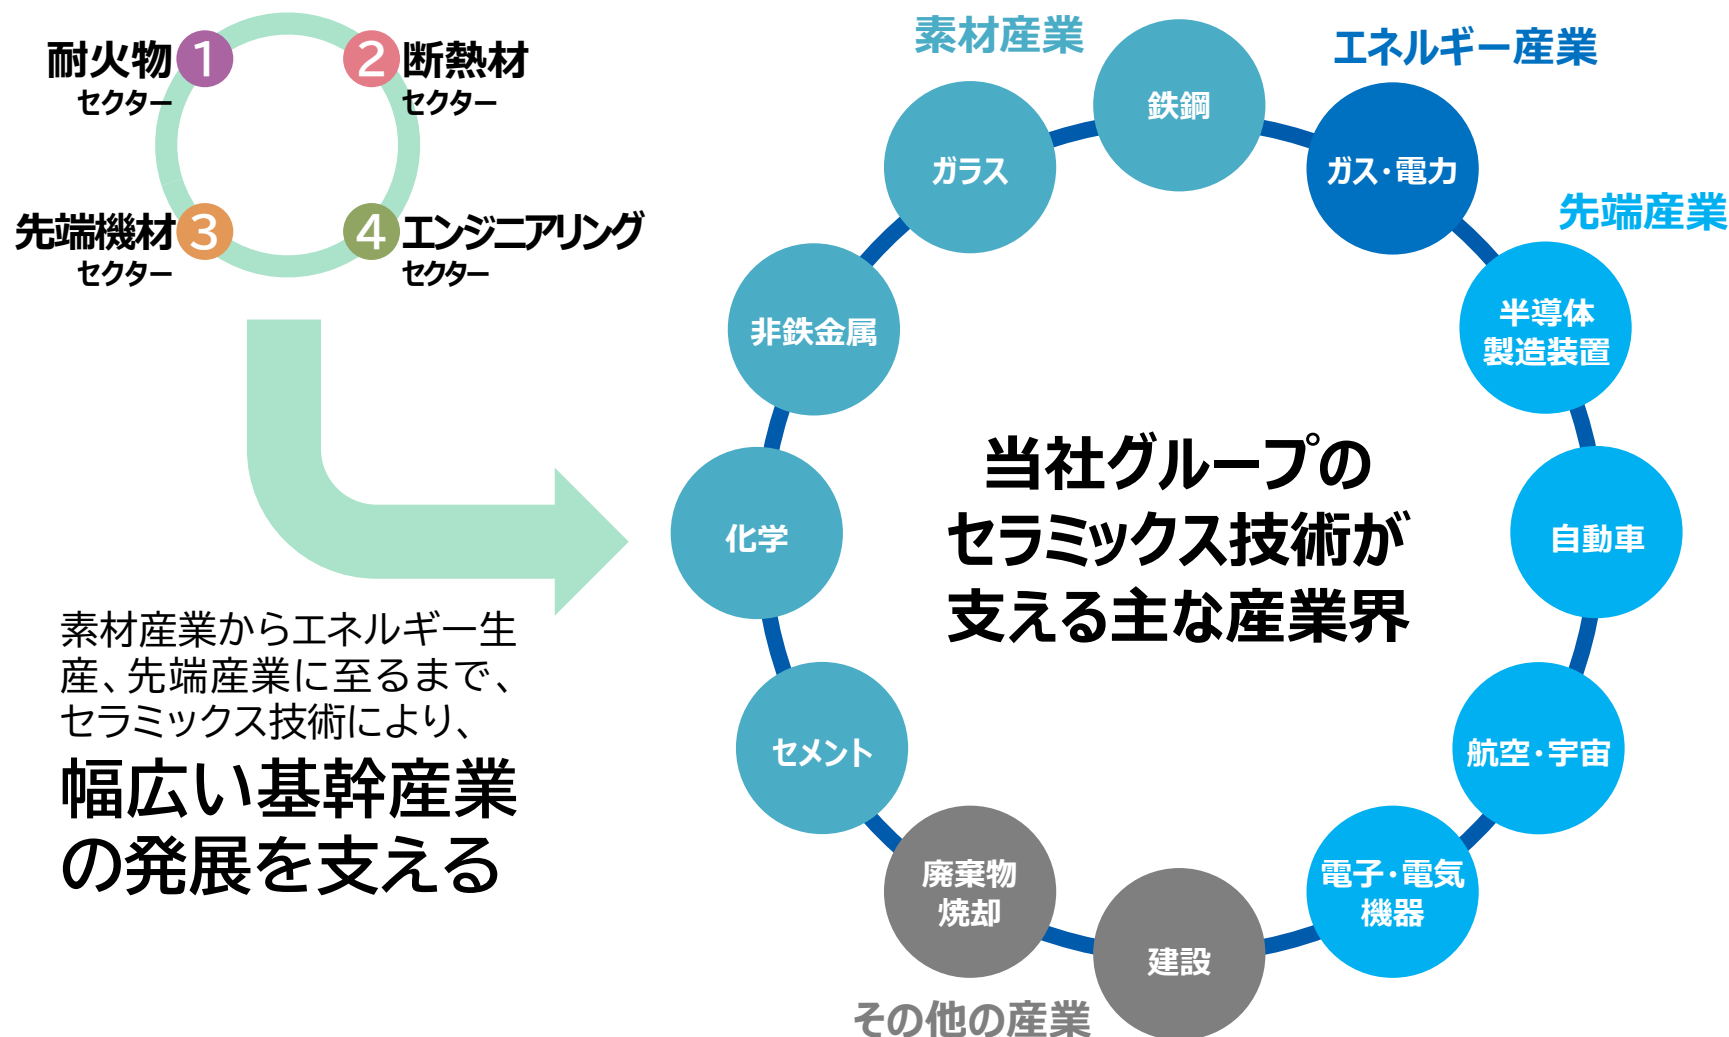 耐火物
セクター
1
2
断熱材
セクター
先端機材
セクター
3
4
エンジニアリング
セクター
素材産業からエネルギー生
産、先端産業に至るまで、
セラミックス技術により、
幅広い基幹産業
の発展を支える
素材産業
エネルギー産業
先端産業
その他の産業
鉄鋼
ガス・電力
半導体
製造装置
自動車
航空・宇宙
電子・電気
機器
建設
廃棄物
焼却
セメント
化学
非鉄金属
ガラス
当社グループの
セラミックス技術が
支える主な産業界